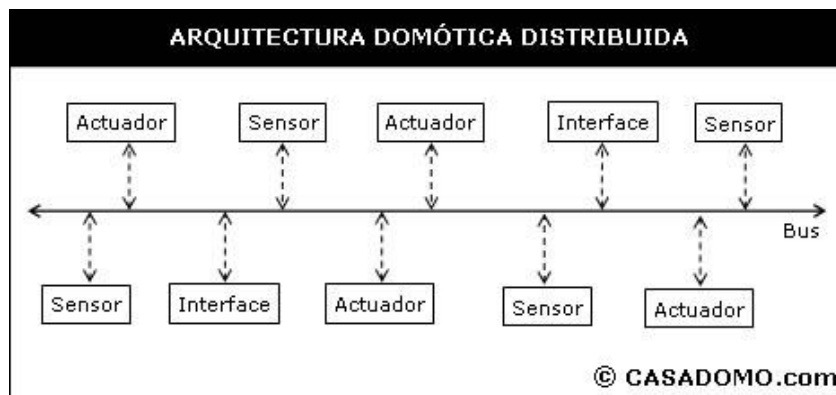 ARQUITECTURA DOMÓTICA DISTRIBUIDA
Actuador
Sensor
Actuador
Interface
Sensor
Bus
Sensor
Interface
Actuador
Sensor
Actuador
© CASADOMO.com